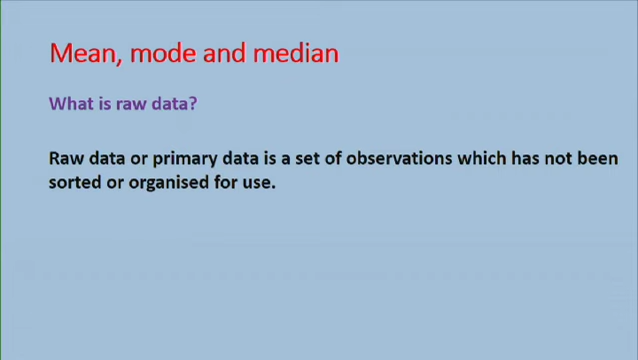 Mean, mode and median
What is raw data?
Raw data or primary data is a set of observations which has not been
sorted or organised for use.